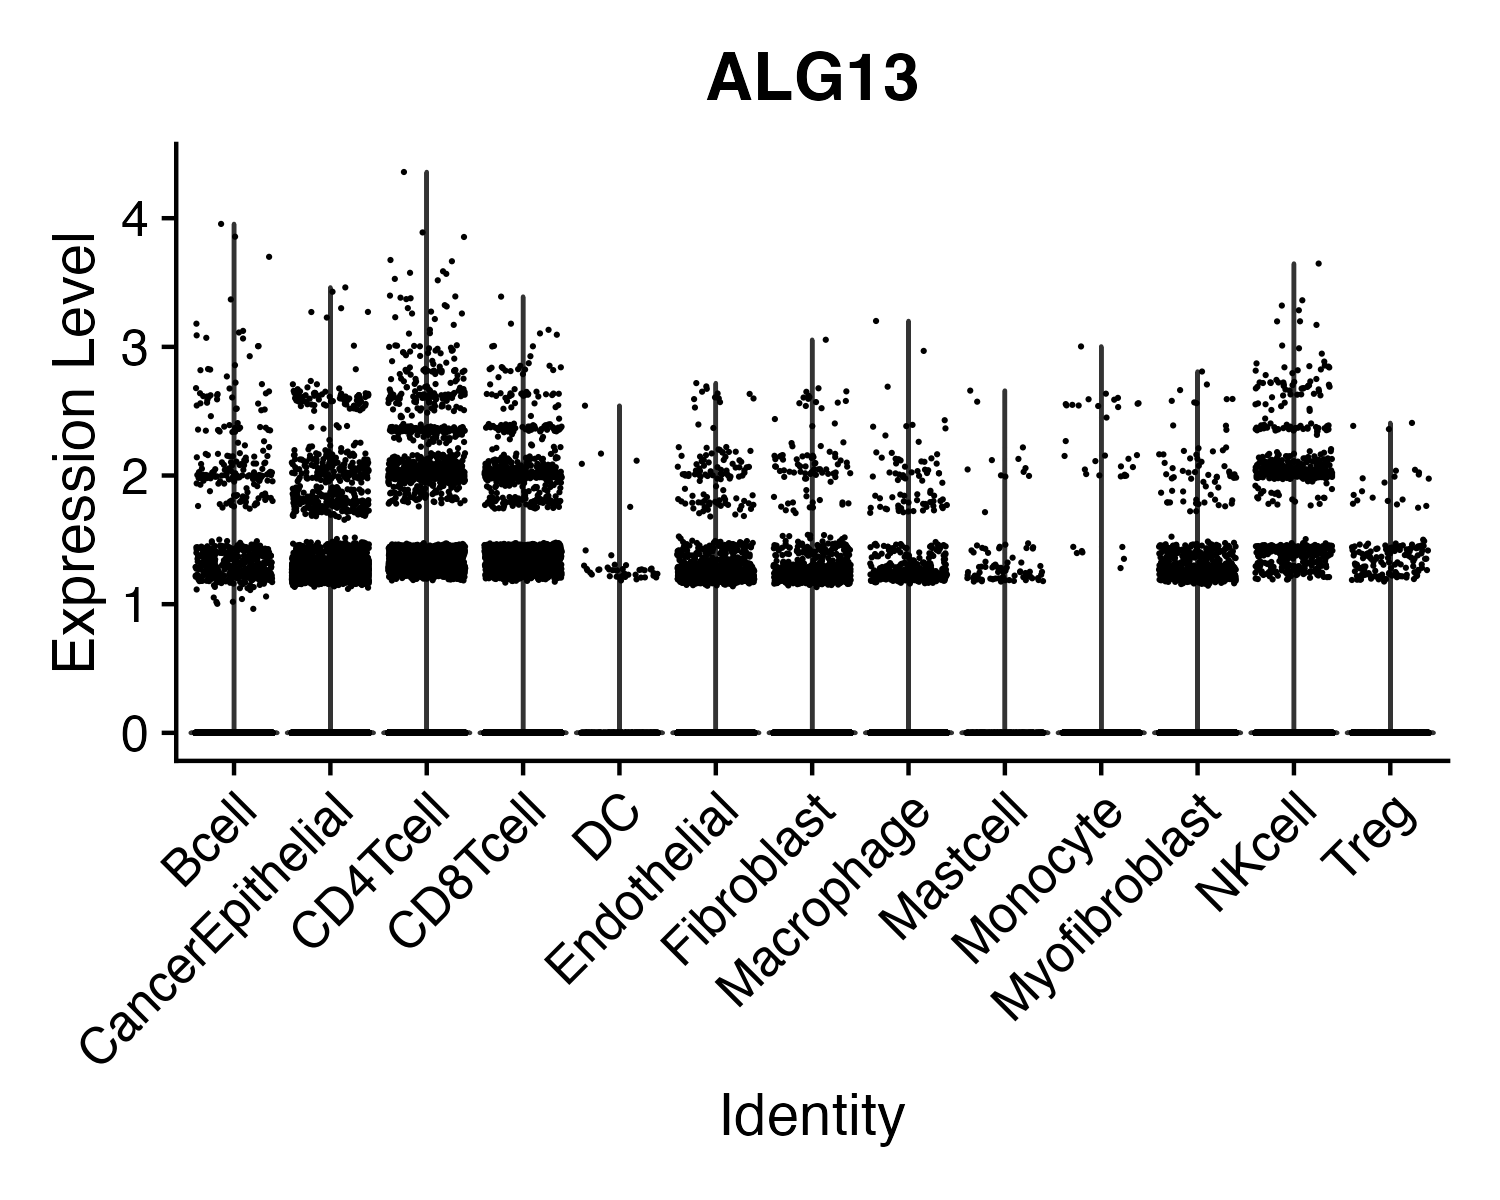 ALG13
Expression Level
4
3
2
1
0
Bcell
CancerEpithelial
CD4Tcell
CD8Tcell
DC
Endothelial
Fibroblast
Macrophage
Mastcell
Monocyte
Myofibroblast
NKcell
Treg
Identity